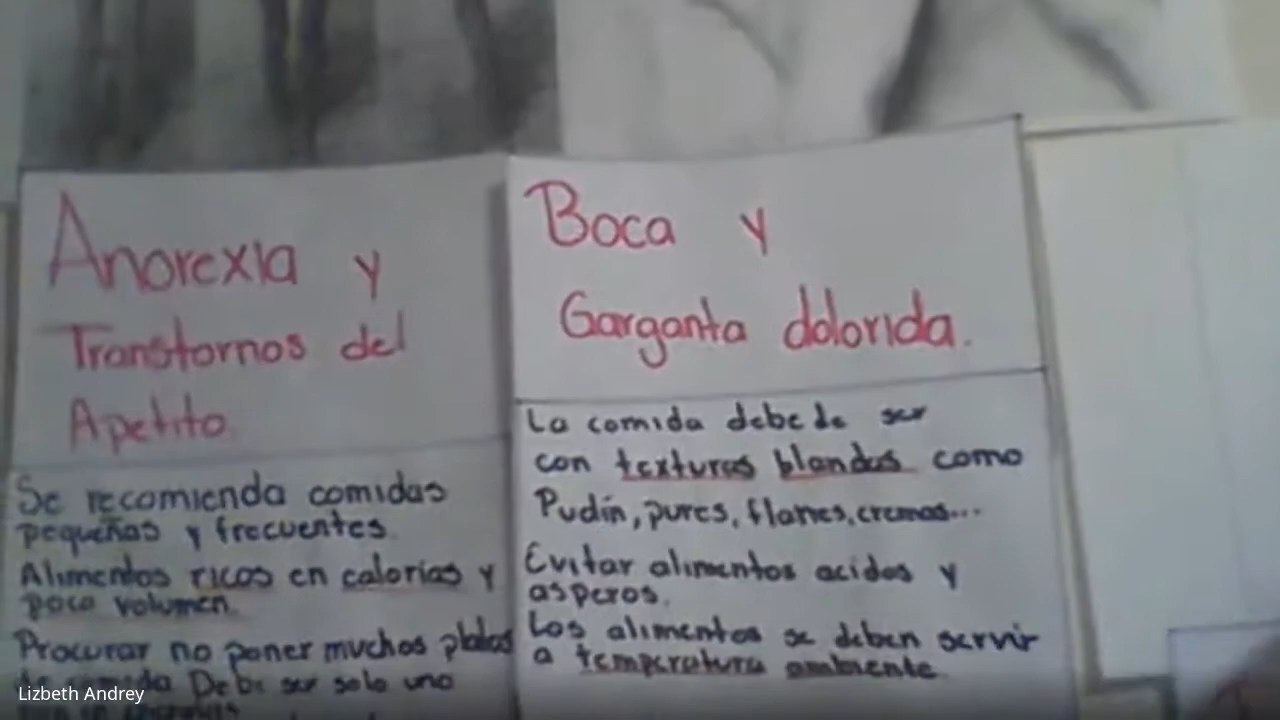 Anorexia y
Transtornos del
Apetito.
Se recomienda comidas
pequeñas y frecuentes.
Alimentos ricos en calorias y
poco volumen.
Procurar no poner muchos platos
de comida Debe ser solo uno
Boca y
Garganta dolorida.
La comida debe de ser
con texturas blandas como
Pudín, pures, flanes, cremas...
Evitar alimentos acidos y
asperos.
Los alimentos se deben servir
a temperatura ambiente.
Lizbeth Andrey